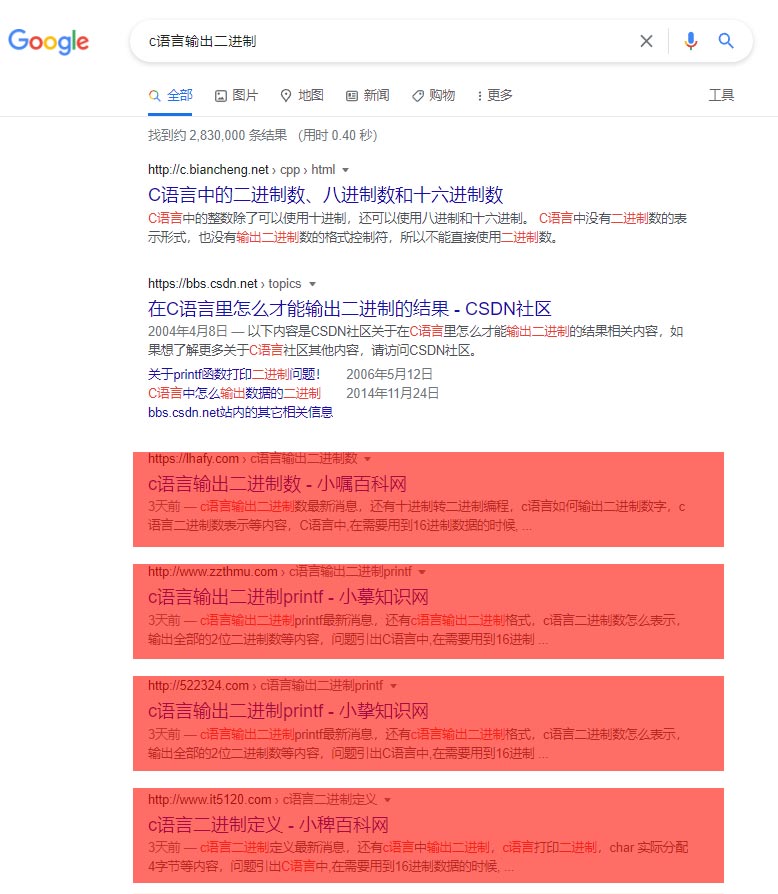 Google
c语言输出二进制
全部 图片 地图 新闻 购物 更多 工具
找到约 2,830,000 条结果 （用时 0.40 秒）
http://c.biancheng.net › cpp › html
C语言中的二进制数、八进制数和十六进制数
C语言中的整数除了可以使用十进制，还可以使用八进制和十六进制。 C语言中没有二进制数的表
示形式，也没有输出二进制数的格式控制符，所以不能直接使用二进制数。
https://bbs.csdn.net › topics
在C语言里怎么才能输出二进制的结果 - CSDN社区
2004年4月8日 — 以下内容是CSDN社区关于在C语言里怎么才能输出二进制的结果相关内容，如
果想了解更多关于C语言社区其他内容，请访问CSDN社区。
关于printf函数打印二进制问题！ 2006年5月12日
C语言中怎么输出数据的二进制 2014年11月24日
bbs.csdn.net站内的其它相关信息
https://lhafy.com › c语言输出二进制数
c语言输出二进制数 - 小嘱百科网
3天前 — c语言输出二进制数最新消息，还有十进制转二进制编程，c语言如何输出二进制数字，c
语言二进制数表示等内容，C语言中,在需要用到16进制数据的时候, ...
http://www.zzthmu.com › c语言输出二进制printf
c语言输出二进制printf - 小摹知识网
3天前 — c语言输出二进制printf最新消息，还有c语言输出二进制格式，c语言二进制数怎么表示，
输出全部的2位二进制数等内容，问题引出C语言中,在需要用到16进制 ...
http://522324.com › c语言输出二进制printf
c语言输出二进制printf - 小挚知识网
3天前 — c语言输出二进制printf最新消息，还有c语言输出二进制格式，c语言二进制数怎么表示，
输出全部的2位二进制数等内容，问题引出C语言中,在需要用到16进制 ...
http://www.it5120.com › c语言二进制定义
c语言二进制定义 - 小稗百科网
3天前 — c语言二进制定义最新消息，还有c语言中输出二进制，c语言打印二进制，char 实际分配
4字节等内容，问题引出C语言中,在需要用到16进制数据的时候, ...